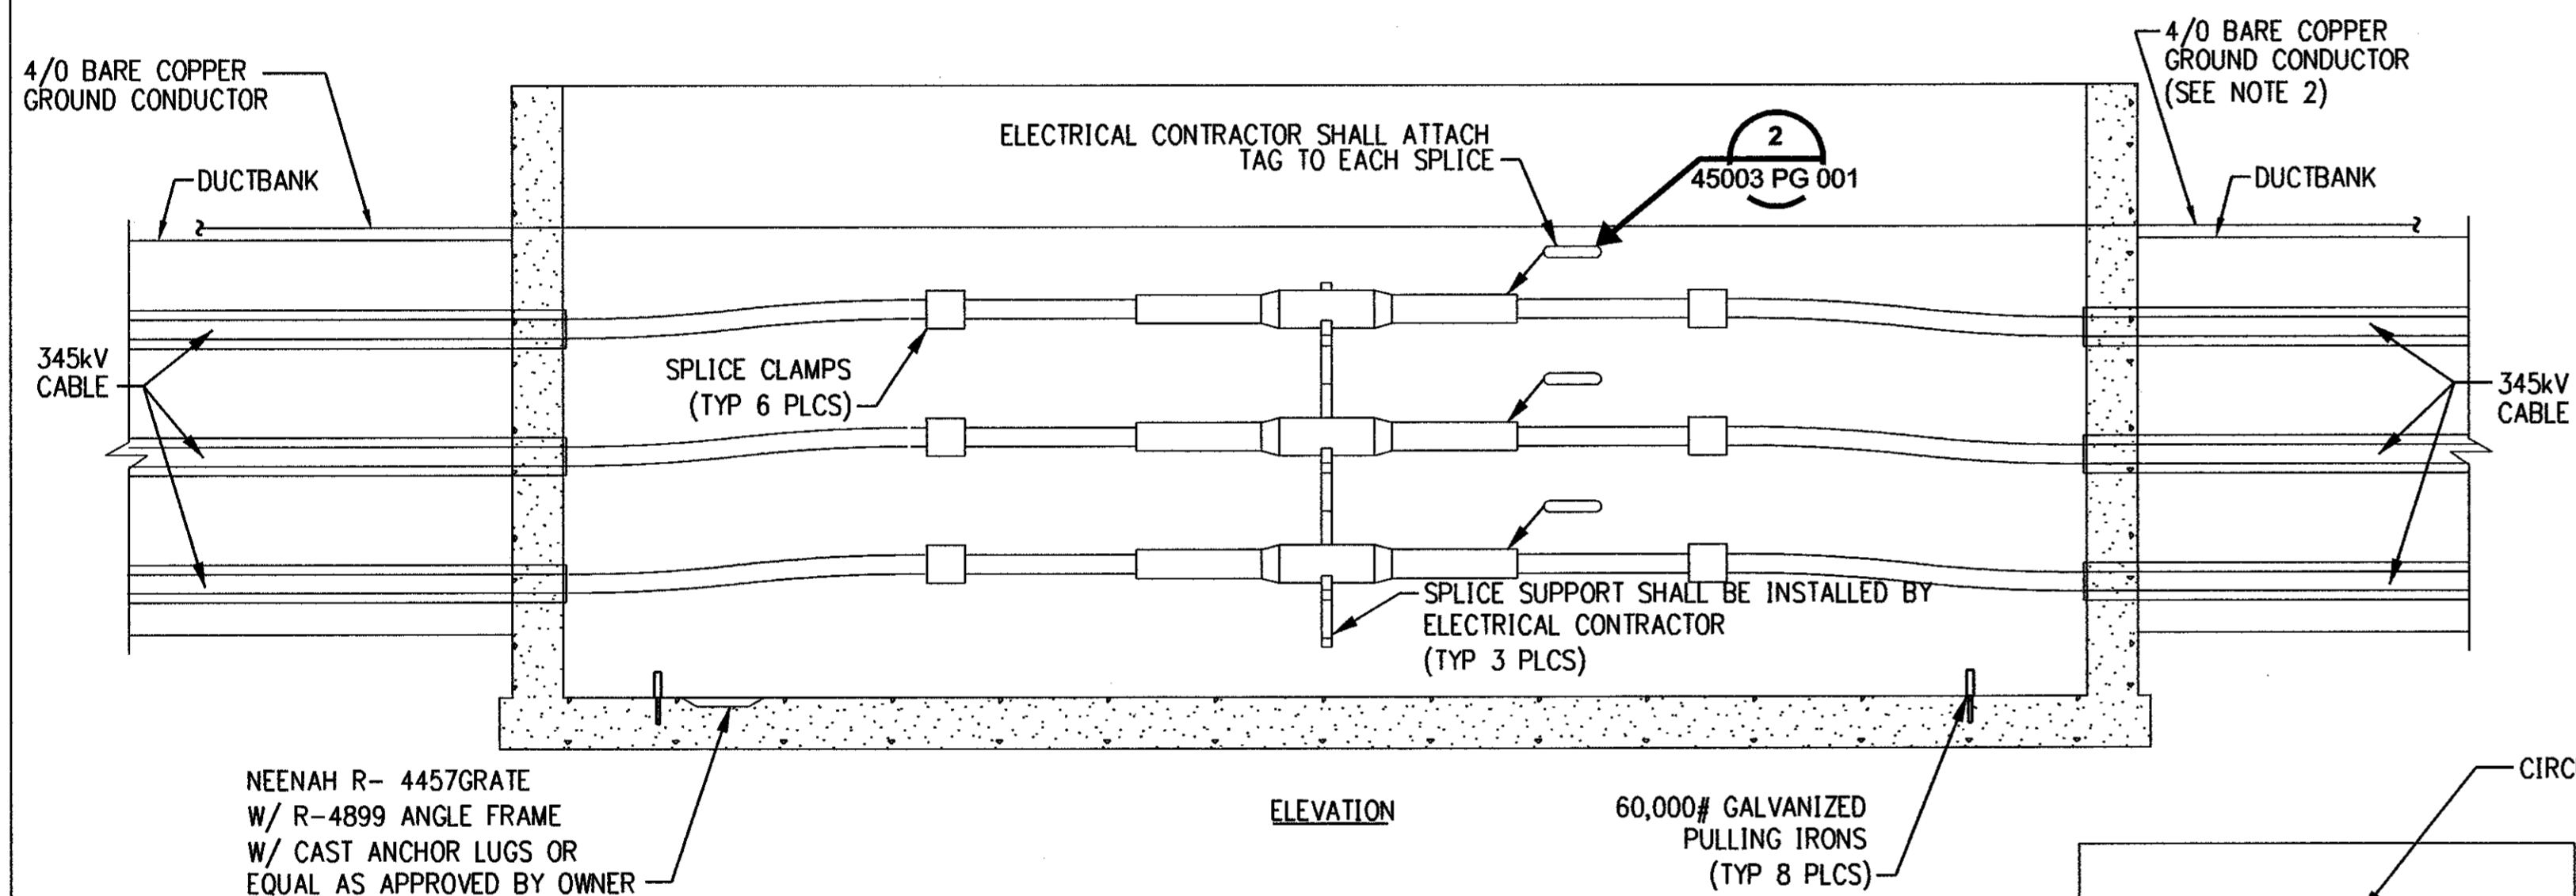 4/0 BARE COPPER
GROUND CONDUCTOR
DUCTBANK
ELECTRICAL CONTRACTOR SHALL ATTACH
TAG TO EACH SPLICE
2
45003 PG 001
4/0 BARE COPPER
GROUND CONDUCTOR
(SEE NOTE 2)
DUCTBANK
345kV
CABLE
SPLICE CLAMPS
(TYP 6 PLCS)
345kV
CABLE
SPLICE SUPPORT SHALL BE INSTALLED BY
ELECTRICAL CONTRACTOR
(TYP 3 PLCS)
NEENAH R- 4457GRATE
W/ R-4899 ANGLE FRAME
W/ CAST ANCHOR LUGS OR
EQUAL AS APPROVED BY OWNER
ELEVATION
60,000# GALVANIZED
PULLING IRONS
(TYP 8 PLCS)
CIRC